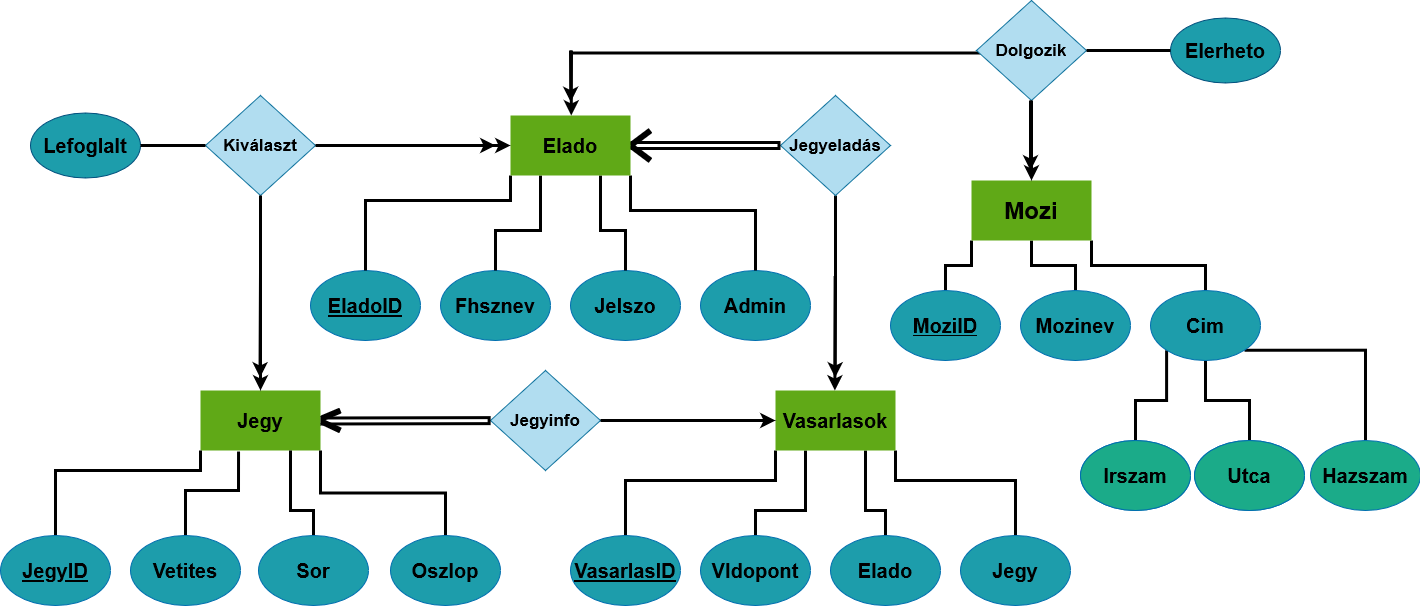 Dolgozik
Elerheto
Lefoglalt
Kiválaszt
Elado
Jegyeladás
Mozi
EladoID
Fhsznev
Jelszo
Admin
MoziID
Mozinev
Cim
Jegy
Jegyinfo
Vasarlasok
Irszam
Utca
Hazszam
JegyID
Vetites
Sor
Oszlop
VasarlasID
VIdopont
Elado
Jegy